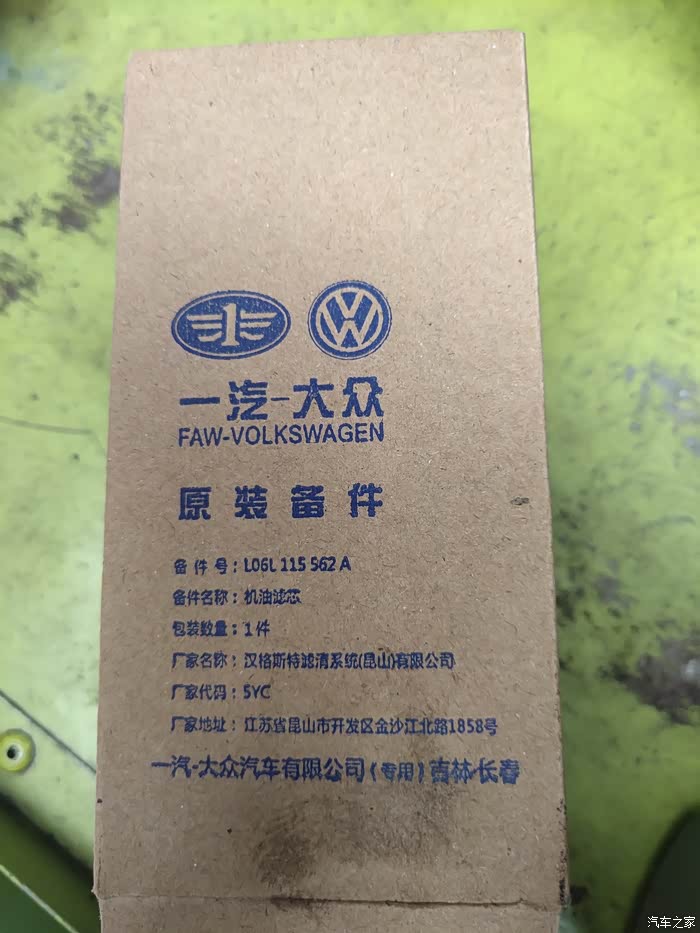 1
VW
一汽-大众
FAW-VOLKSWAGEN
原装备件
备件号：L06L 115 562 A
备件名称：机油滤芯
包装数量：1件
厂家名称：汉格斯特滤清系统(昆山)有限公司
厂家代码：5YC
厂家地址：江苏省昆山市开发区金沙江北路1858号
一汽-大众汽车有限公司（专用）吉林·长春
汽车之家